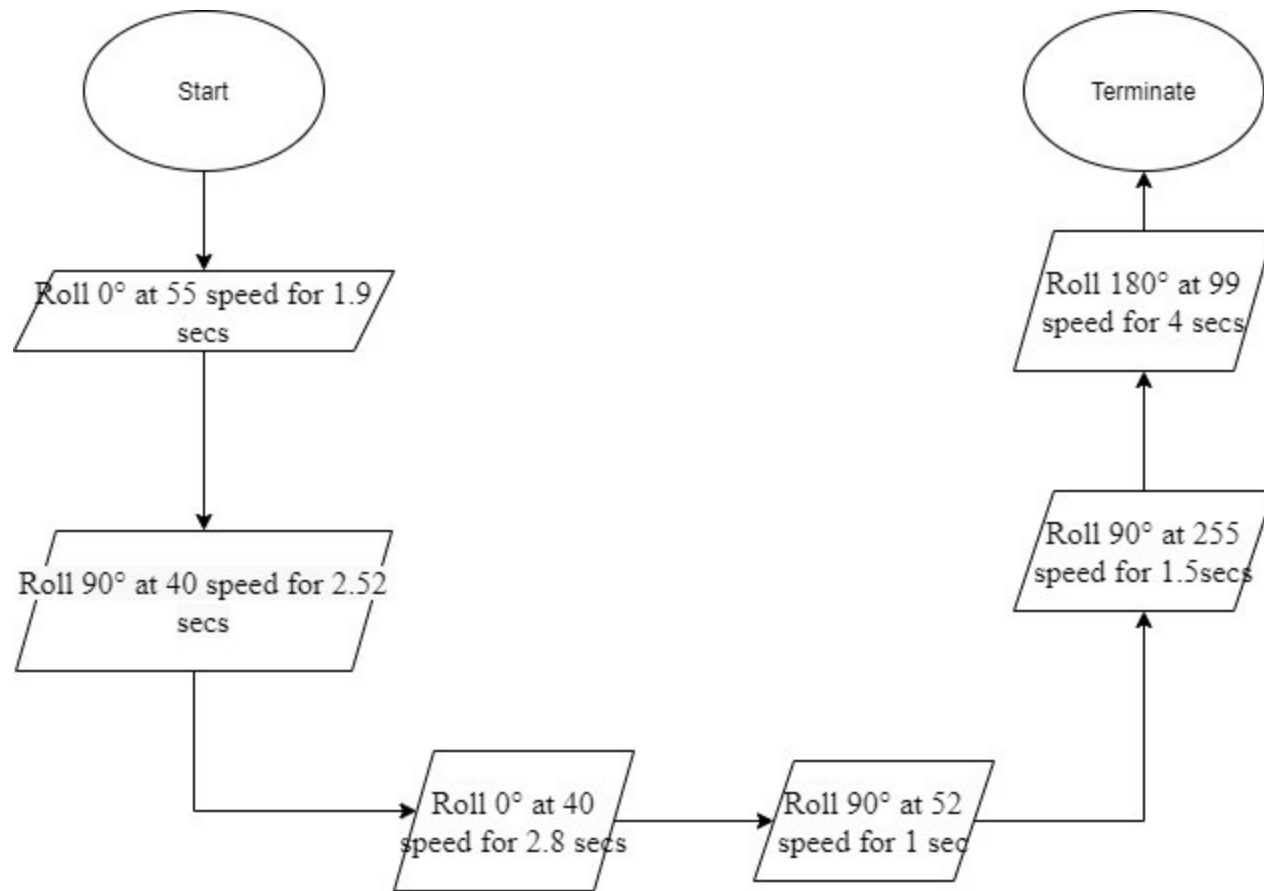 Start
Roll 0° at 55 speed for 1.9
secs
Roll 90° at 40 speed for 2.52
secs
Roll 0° at 40
speed for 2.8 secs
Roll 90° at 52
speed for 1 sec
Roll 90° at 255
speed for 1.5secs
Roll 180° at 99
speed for 4 secs
Terminate